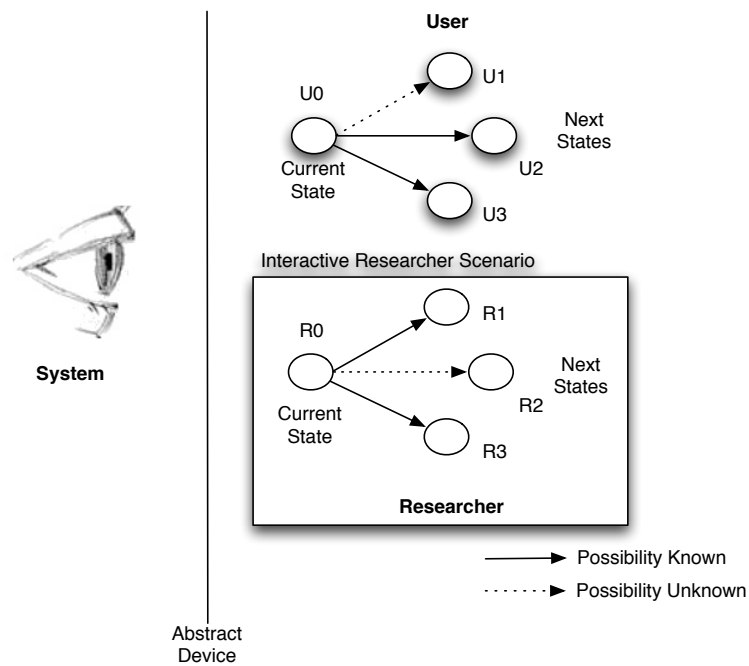 User
U1
U0
Next
States
U2
Current
State
U3
Interactive Researcher Scenario
R1
R0
System
Next
States
R2
Current
State
R3
Researcher
Possibility Known
Possibility Unknown
Abstract
Device